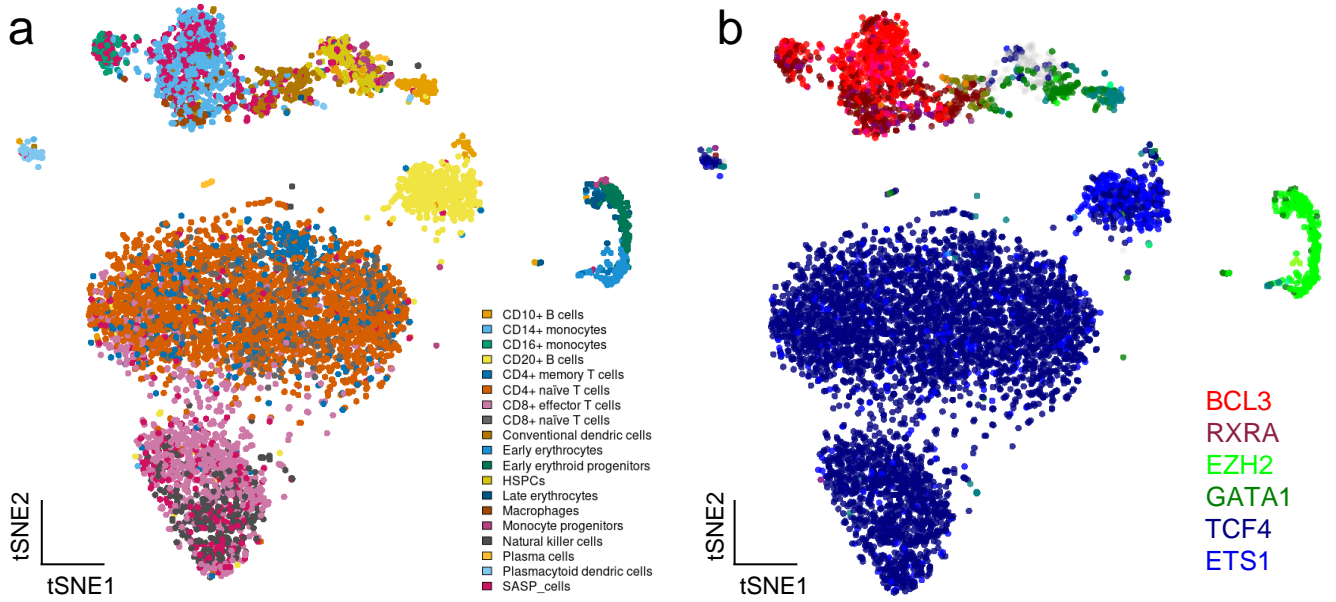 a
b
CD10+ B cells
CD14+ monocytes
CD16+ monocytes
CD20+ B cells
CD4+ memory T cells
CD4+ naïve T cells
CD8+ effector T cells
CD8+ naïve T cells
Conventional dendric cells
Early erythrocytes
Early erythroid progenitors
HSPCs
Late erythrocytes
Macrophages
Monocyte progenitors
Natural killer cells
Plasma cells
Plasmacytoid dendric cells
SASP_cells
tSNE2
tSNE1
BCL3
RXRA
EZH2
GATA1
TCF4
ETS1
tSNE2
tSNE1